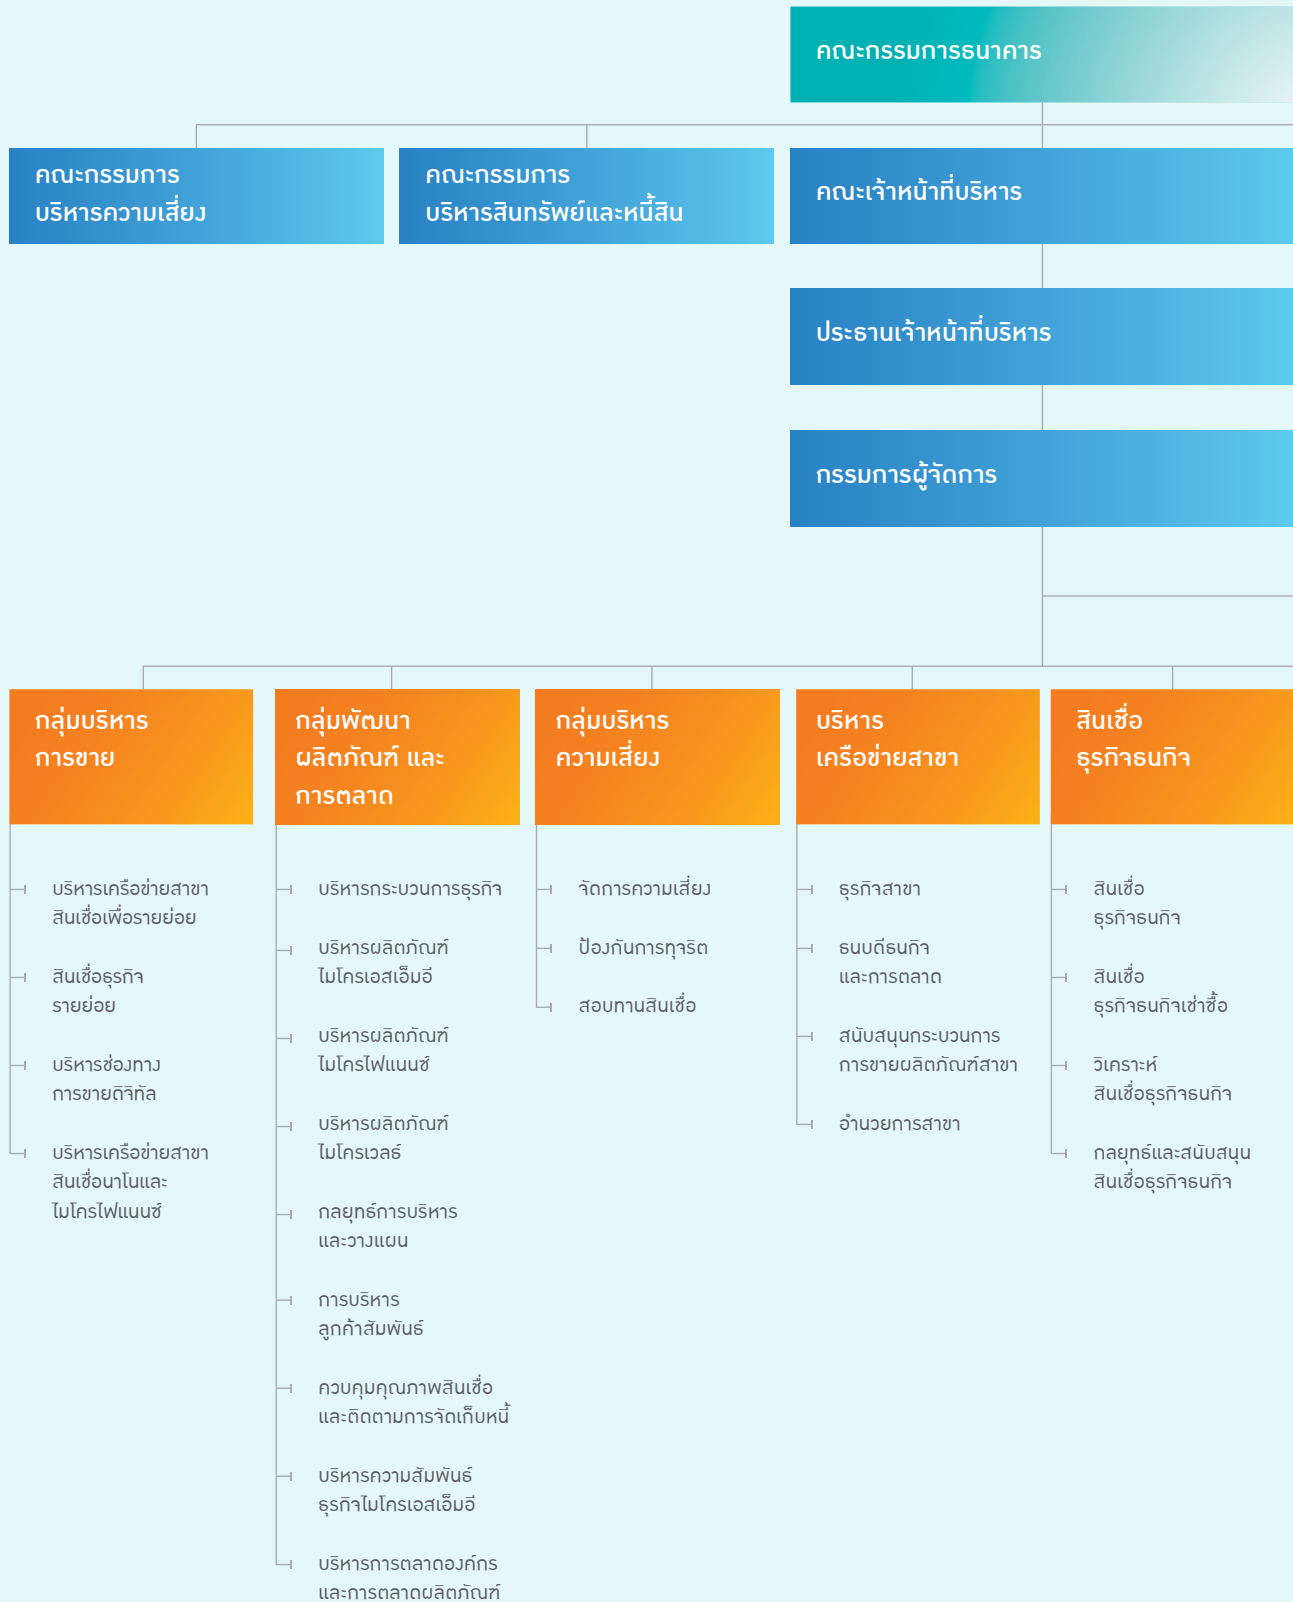 คณะกรรมการธนาคาร
คณะกรรมการ
บริหารความเสี่ยง
คณะกรรมการ
บริหารสินทรัพย์และหนี้สิน
คณะเจ้าหน้าที่บริหาร
ประธานเจ้าหน้าที่บริหาร
กรรมการผู้จัดการ
กลุ่มบริหาร
การขาย
กลุ่มพัฒนา
ผลิตภัณฑ์ และ
การตลาด
กลุ่มบริหาร
ความเสี่ยง
บริหาร
เครือข่ายสาขา
สินเชื่อ
ธุรกิจธนกิจ
บริหารเครือข่ายสาขา
สินเชื่อเพื่อรายย่อย
สินเชื่อธุรกิจ
รายย่อย
บริหารช่องทาง
การขายดิจิทัล
บริหารเครือข่ายสาขา
สินเชื่อนาโนและ
ไมโครไฟแนนซ์
บริหารกระบวนการธุรกิจ
บริหารผลิตภัณฑ์
ไมโครเอสเอ็มอี
บริหารผลิตภัณฑ์
ไมโครไฟแนนซ์
บริหารผลิตภัณฑ์
ไมโครเวลธ์
กลยุทธ์การบริหาร
และวางแผน
การบริหาร
ลูกค้าสัมพันธ์
ควบคุมคุณภาพสินเชื่อ
และติดตามการจัดเก็บหนี้
บริหารความสัมพันธ์
ธุรกิจไมโครเอสเอ็มอี
บริหารการตลาดองค์กร
และการตลาดผลิตภัณฑ์
จัดการความเสี่ยง
ป้องกันการทุจริต
สอบทานสินเชื่อ
ธุรกิจสาขา
ธนบดีธนกิจ
และการตลาด
สนับสนุนกระบวนการ
การขายผลิตภัณฑ์สาขา
อำนวยการสาขา
สินเชื่อ
ธุรกิจธนกิจ
สินเชื่อ
ธุรกิจธนกิจเช่าซื้อ
วิเคราะห์
สินเชื่อธุรกิจธนกิจ
กลยุทธ์และสนับสนุน
สินเชื่อธุรกิจธนกิจ